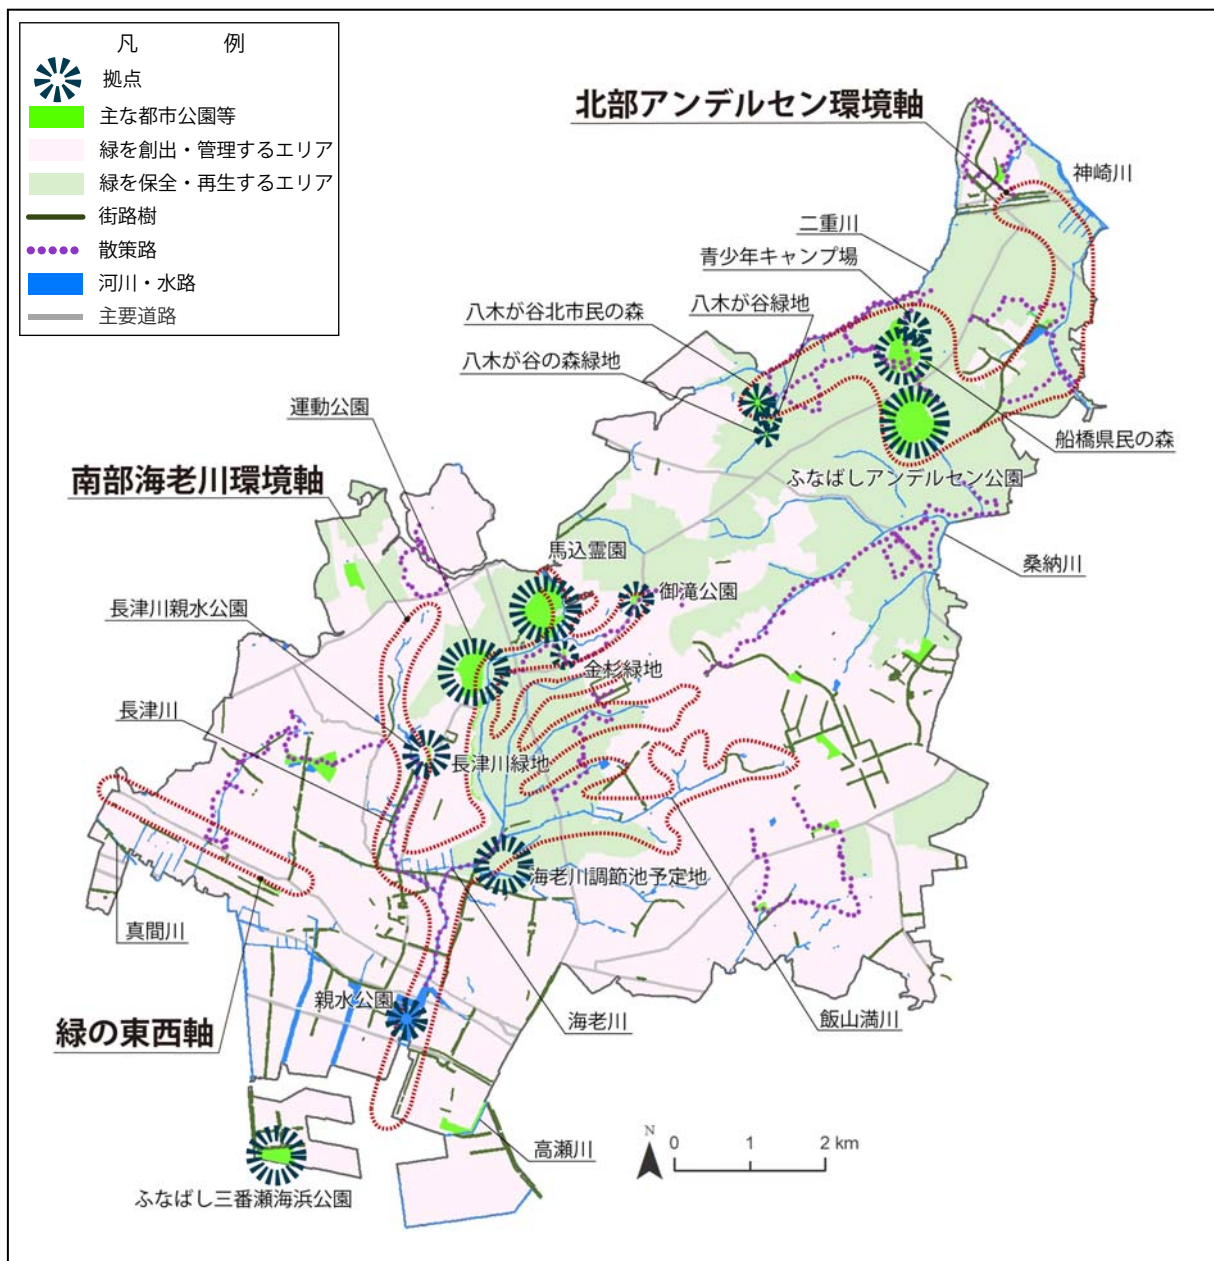 凡 例
拠点
主な都市公園等
緑を創出・管理するエリア
緑を保全・再生するエリア
街路樹
散策路
河川・水路
主要道路
北部アンデルセン環境軸
神崎川
二重川
青少年キャンプ場
八木が谷緑地
八木が谷北市民の森
八木が谷の森緑地
運動公園
船橋県民の森
ふなばしアンデルセン公園
南部海老川環境軸
馬込霊園
桑納川
御滝公園
長津川親水公園
金杉緑地
長津川
長津川緑地
海老川調節池予定地
真間川
親水公園
海老川
飯山満川
緑の東西軸
高瀬川
N
0 1 2 km
ふなばし三番瀬海浜公園